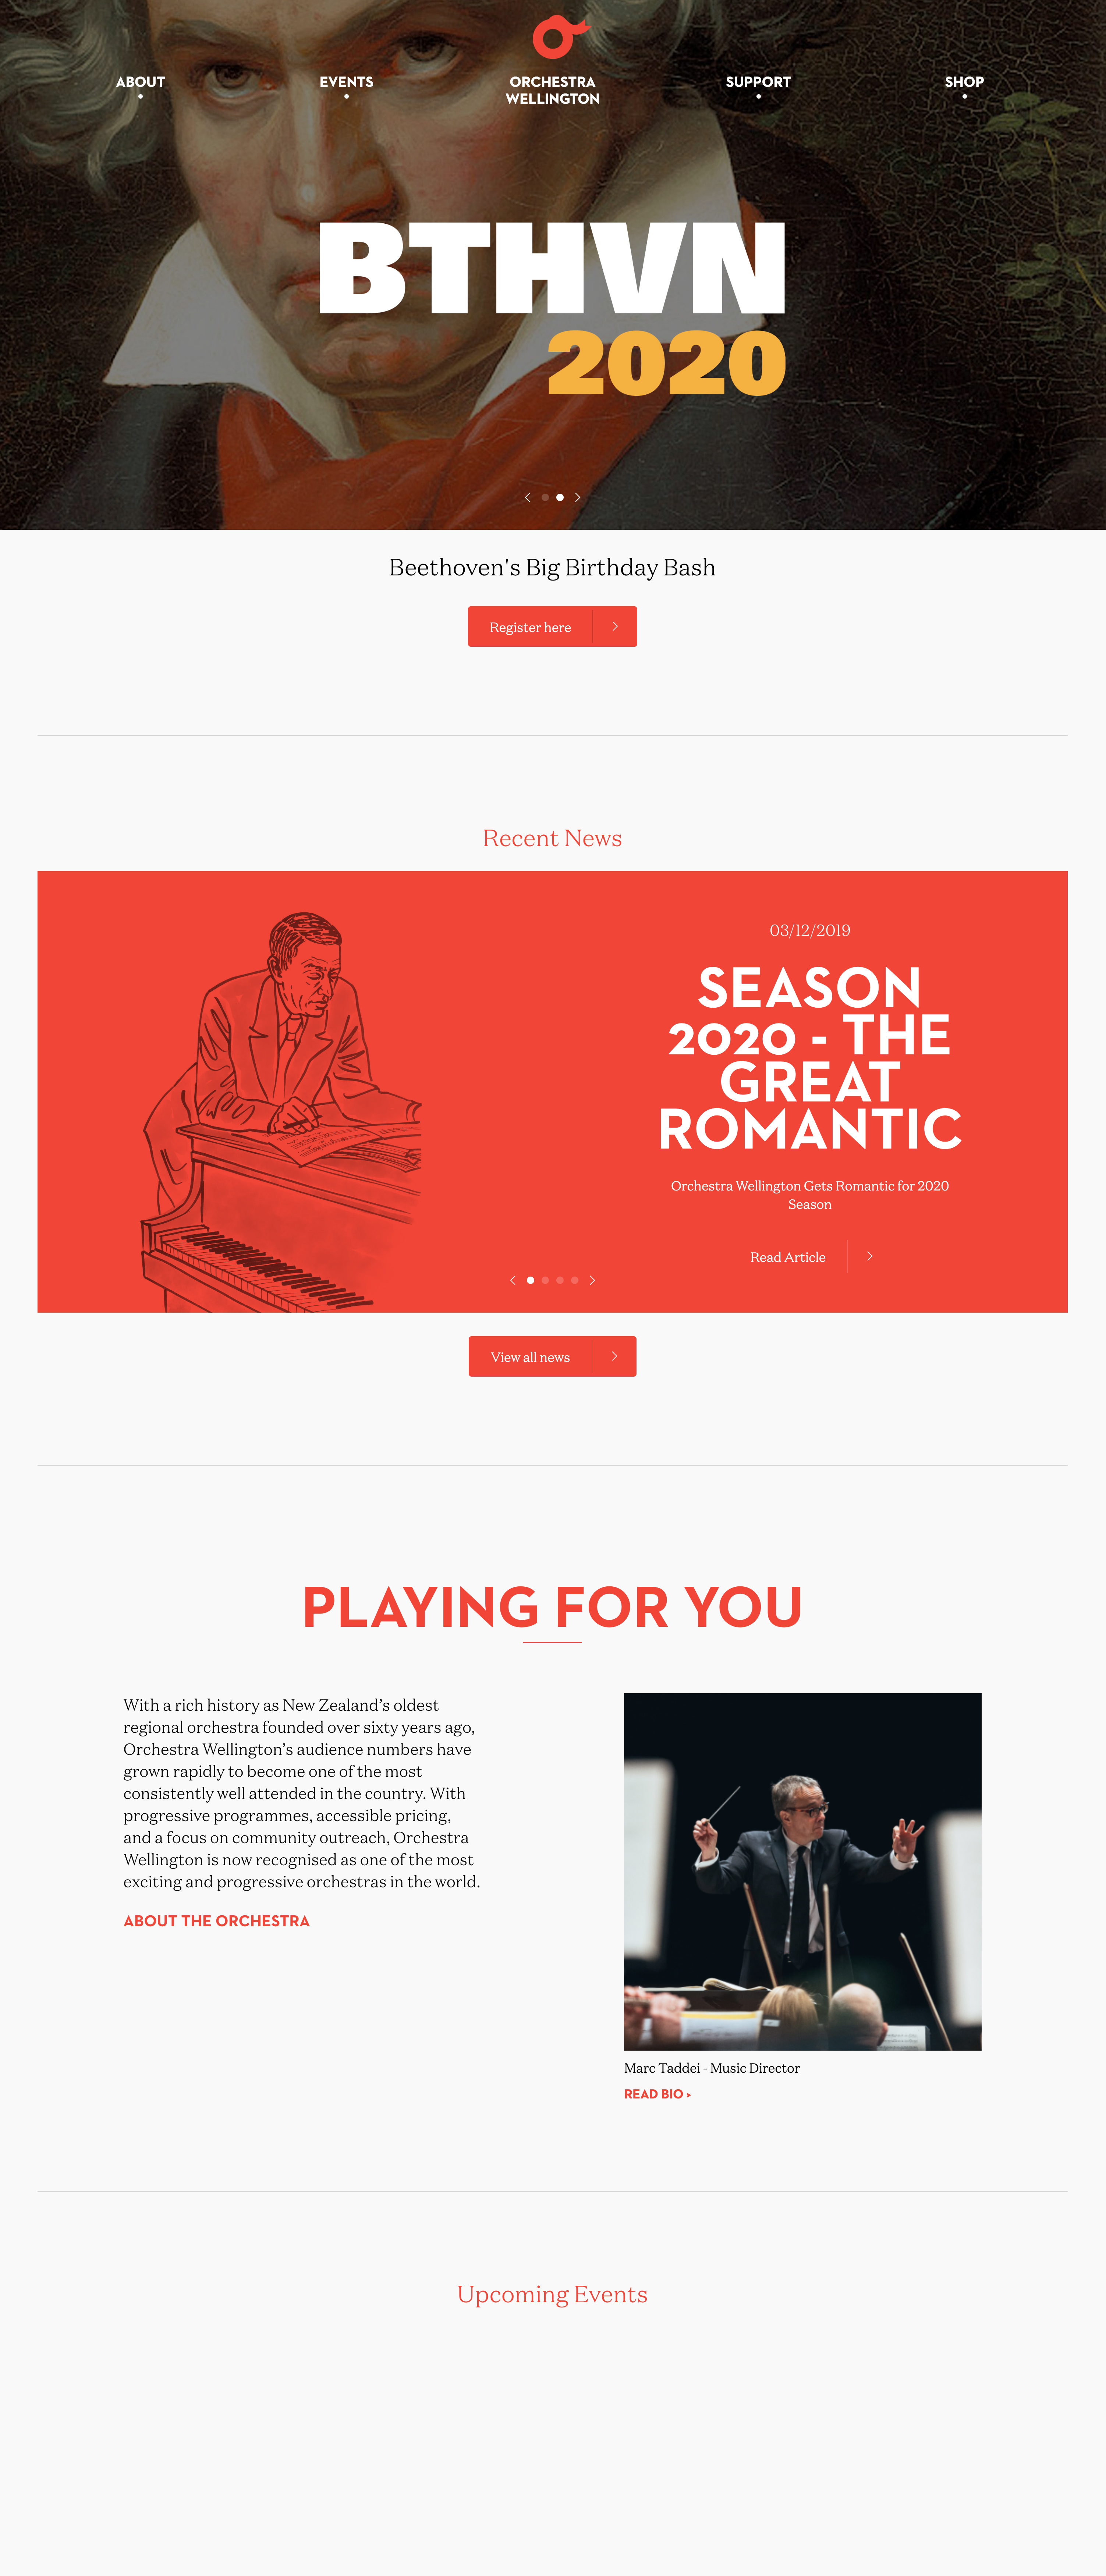 ABOUT
EVENTS
ORCHESTRA
WELLINGTON
SUPPORT
SHOP
BTHVN
2020
Beethoven's Big Birthday Bash
Register here
Recent News
03/12/2019
SEASON
2020 - THE
GREAT
ROMANTIC
Orchestra Wellington Gets Romantic for 2020
Season
Read Article
View all news
PLAYING FOR YOU
With a rich history as New Zealand’s oldest
regional orchestra founded over sixty years ago,
Orchestra Wellington’s audience numbers have
grown rapidly to become one of the most
consistently well attended in the country. With
progressive programmes, accessible pricing,
and a focus on community outreach, Orchestra
Wellington is now recognised as one of the most
exciting and progressive orchestras in the world.
ABOUT THE ORCHESTRA
Marc Taddei - Music Director
READ BIO >
Upcoming Events